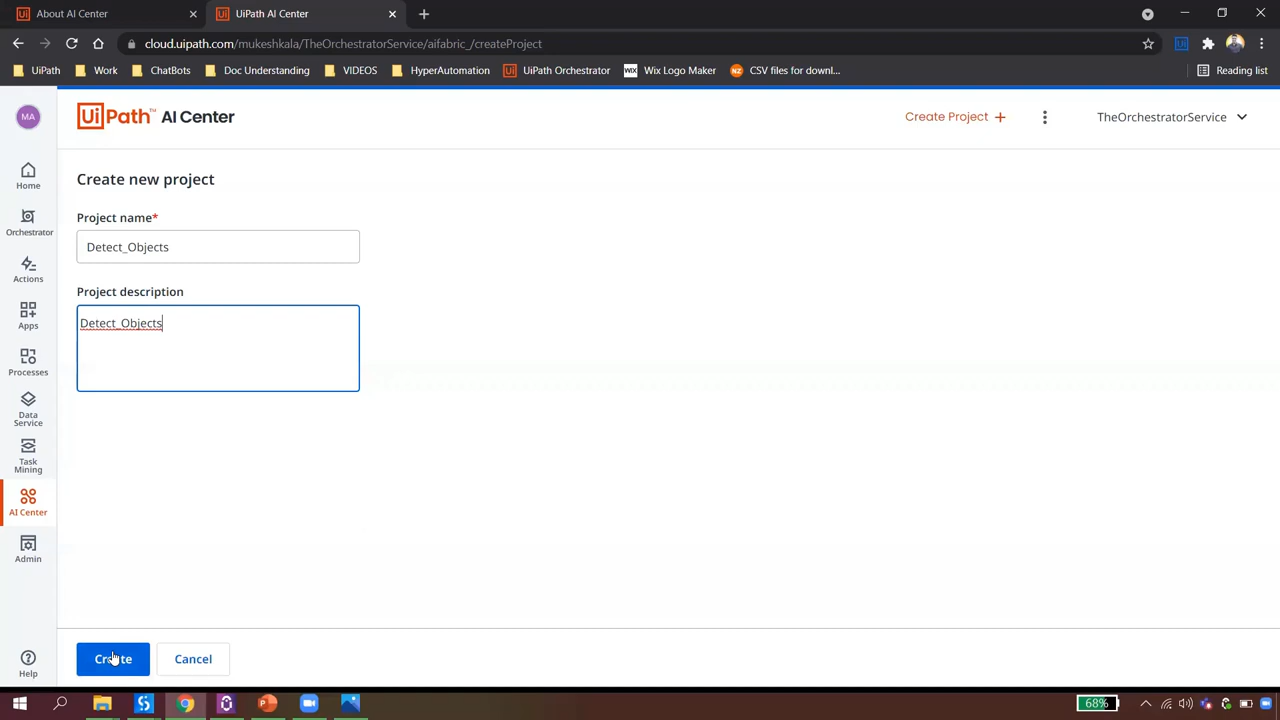 About AI Center
UiPath AI Center
cloud.uipath.com/mukeshkala/TheOrchestratorService/aifabric_/createProject
UiPath Work ChatBots Doc Understanding VIDEOS HyperAutomation UiPath Orchestrator WIX Wix Logo Maker NZ CSV files for downl... Reading list
MA
UiPath™ AI Center
Create Project +
TheOrchestratorService
Home
Orchestrator
Actions
Apps
Processes
Data
Service
Task
Mining
AI Center
Admin
Help
Create new project
Project name*
Detect_Objects
Project description
Detect_Objects
Create
Cancel
68%